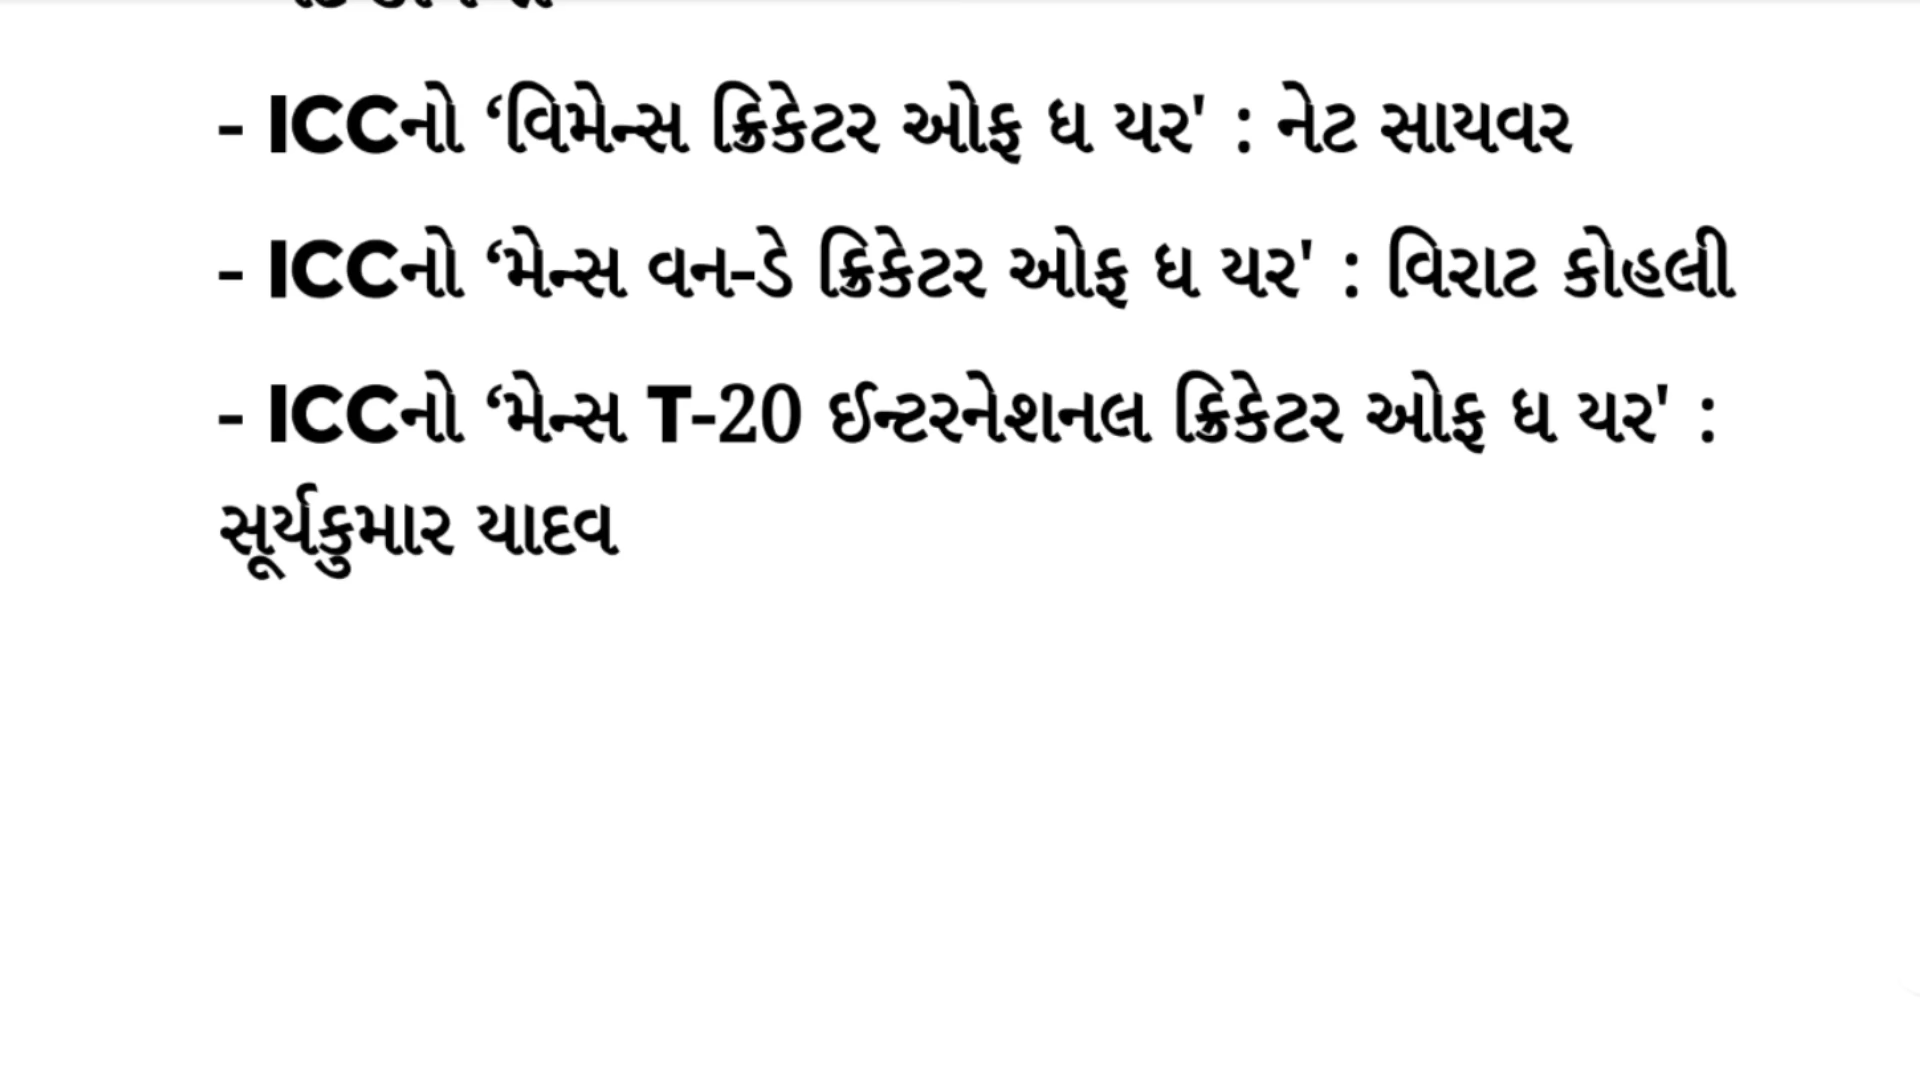 - ICCનો ‘વિમેન્સ ક્રિકેટર ઓફ ધ યર' : નેટ સાયવર
- ICCનો ‘મેન્સ વન-ડે ક્રિકેટર ઓફ ધ યર' : વિરાટ કોહલી
- ICCનો ‘મેન્સ T-20 ઈન્ટરનેશનલ ક્રિકેટર ઓફ ધ યર' :
સૂર્યકુમાર યાદવ